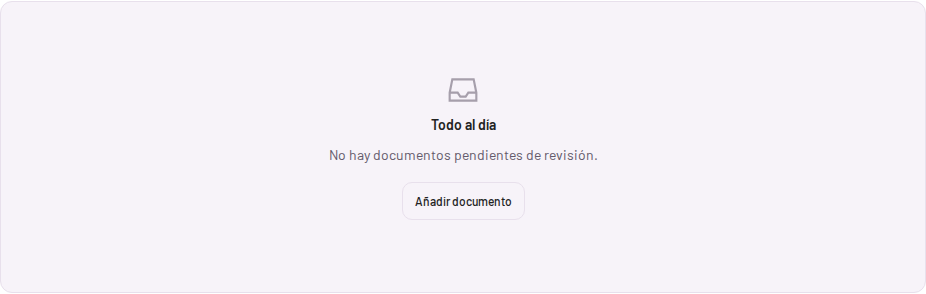 Todo al día
No hay documentos pendientes de revisión.
Añadir documento